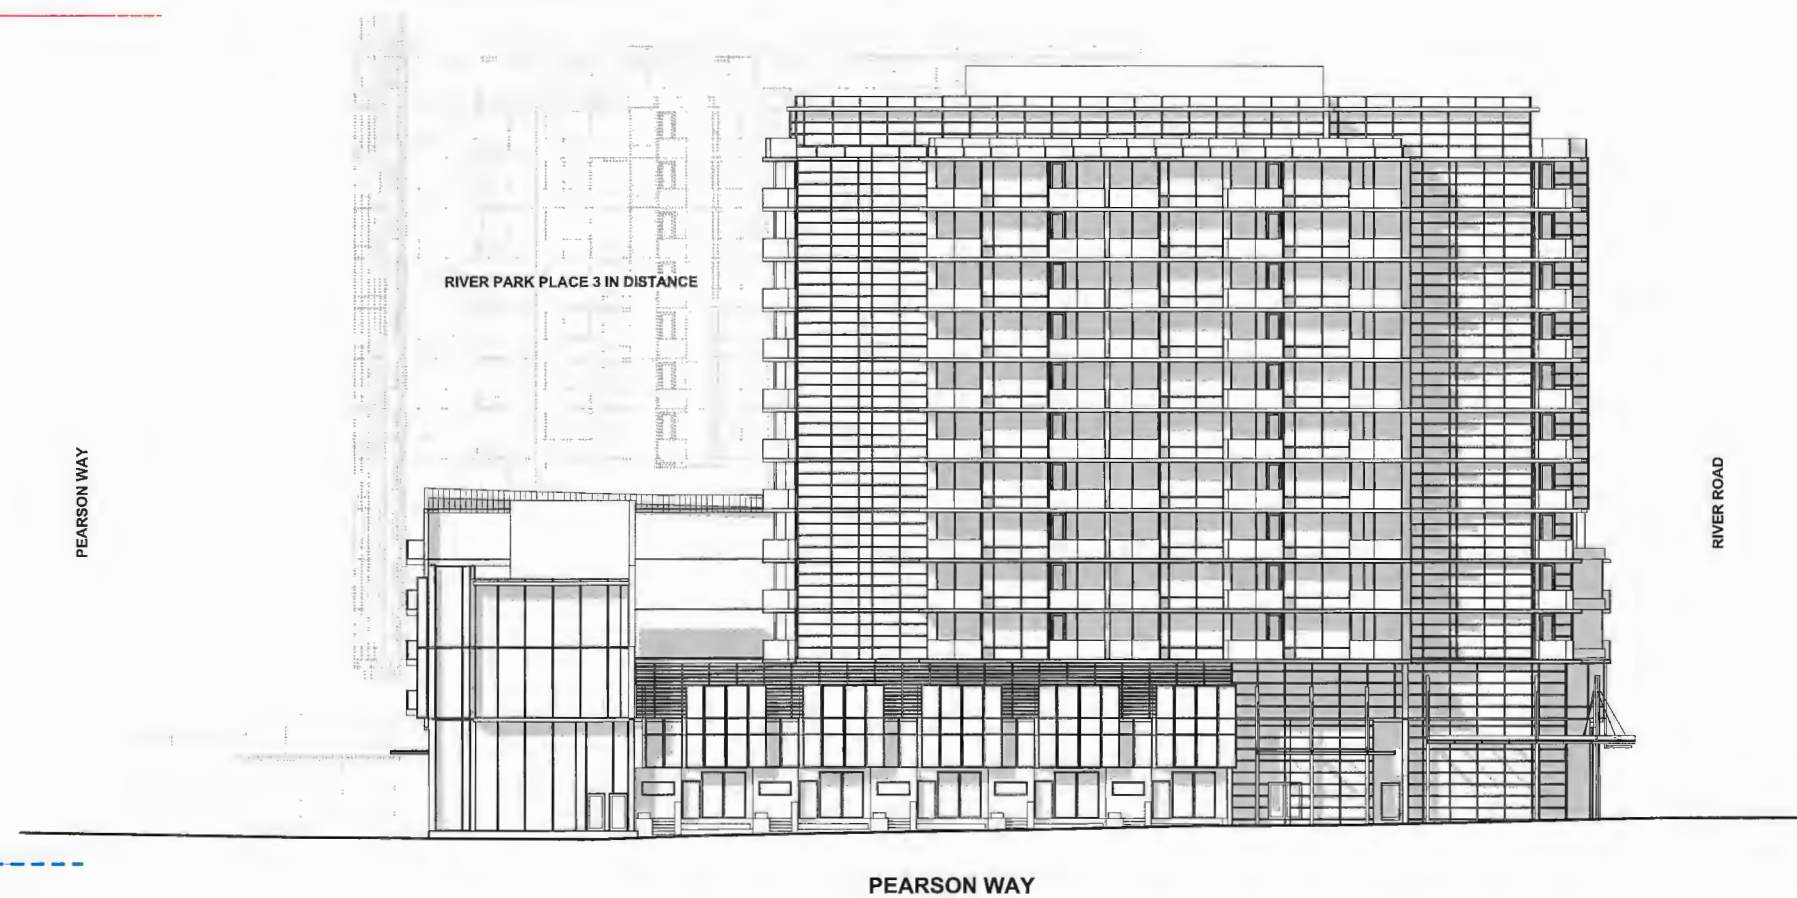 RIVER PARK PLACE 3 IN DISTANCE
PEARSON WAY
RIVER ROAD
PEARSON WAY